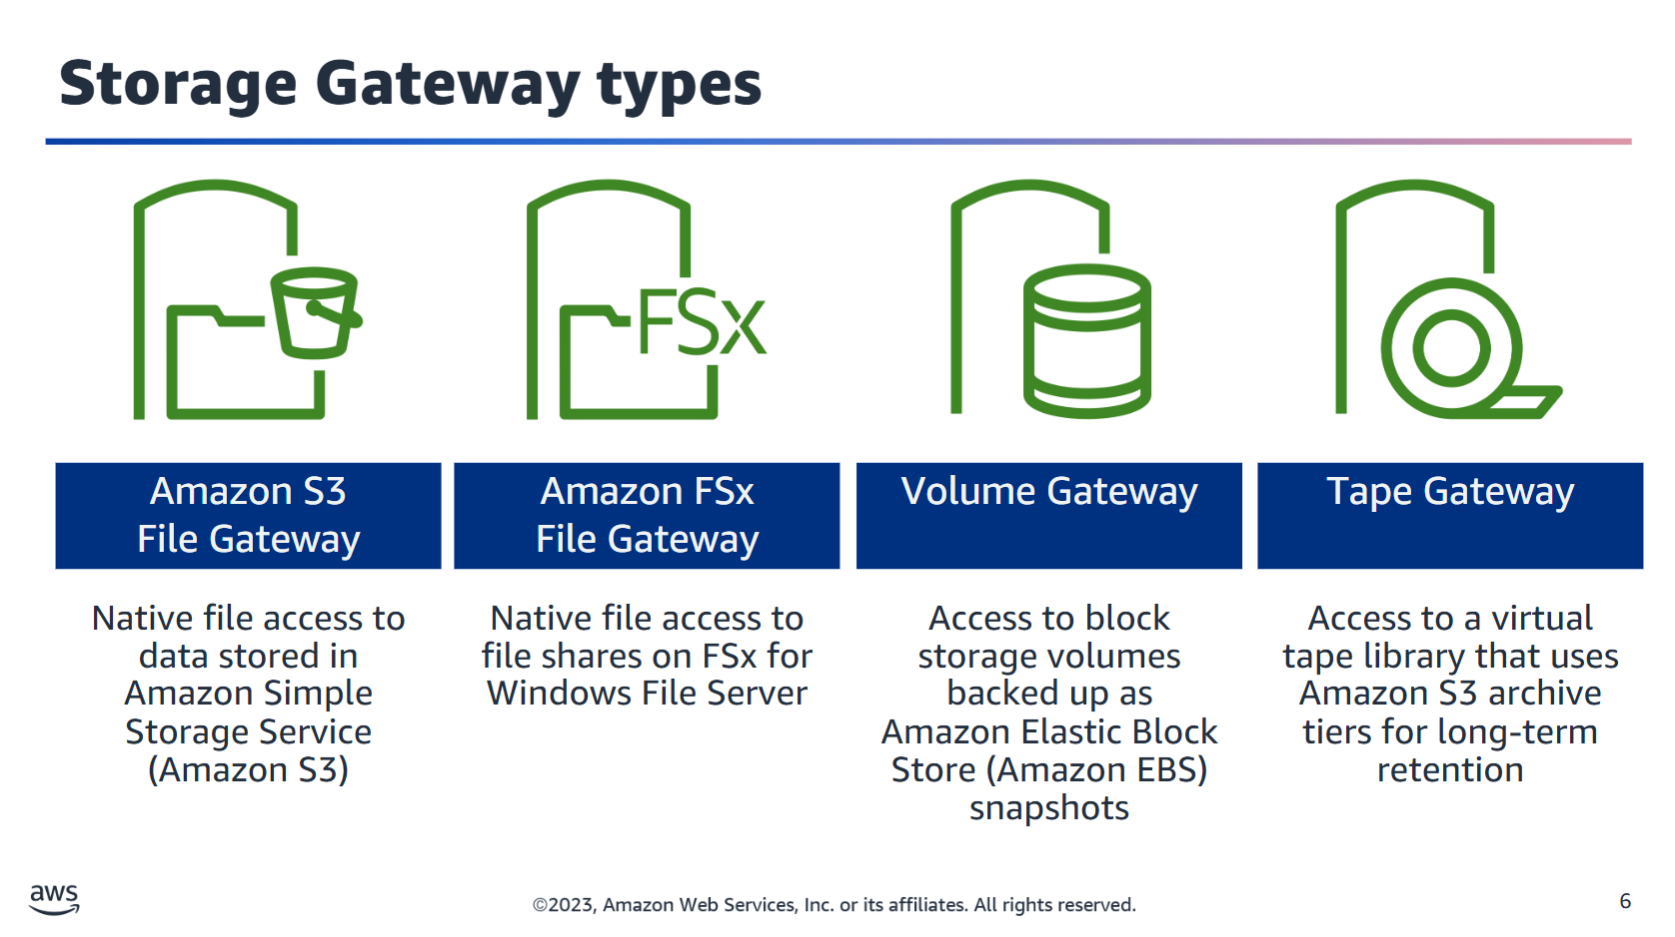 Storage Gateway types
FSx
Amazon S3
File Gateway
Native file access to
data stored in
Amazon Simple
Storage Service
(Amazon S3)
Amazon FSx
File Gateway
Native file access to
file shares on FSx for
Windows File Server
Volume Gateway
Access to block
storage volumes
backed up as
Amazon Elastic Block
Store (Amazon EBS)
snapshots
Tape Gateway
Access to a virtual
tape library that uses
Amazon S3 archive
tiers for long-term
retention
aws
©2023, Amazon Web Services, Inc. or its affiliates. All rights reserved.
6